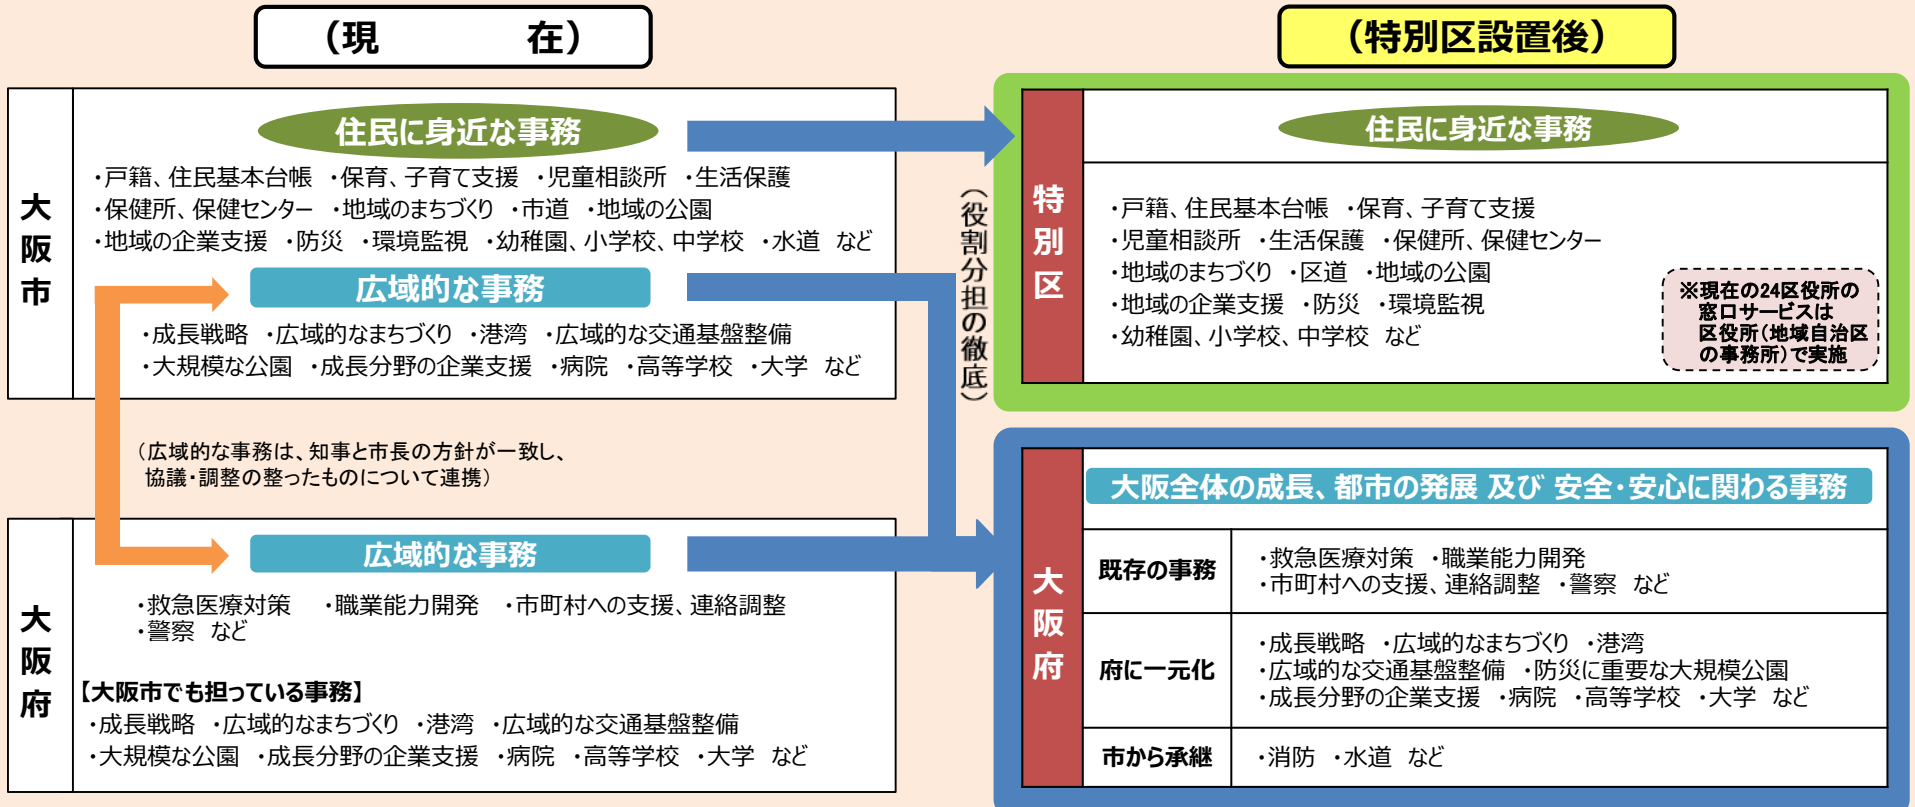 （現　　　　在）
大阪市
住民に身近な事務
・戸籍、住民基本台帳　・保育、子育て支援　・児童相談所　・生活保護
・保健所、保健センター　・地域のまちづくり　・市道　・地域の公園
・地域の企業支援　・防災　・環境監視　・幼稚園、小学校、中学校　・水道　など
広域的な事務
・成長戦略　・広域的なまちづくり　・港湾　・広域的な交通基盤整備
・大規模な公園　・成長分野の企業支援　・病院　・高等学校　・大学　など
（広域的な事務は、知事と市長の方針が一致し、
協議・調整の整ったものについて連携）
大阪府
広域的な事務
・救急医療対策　・職業能力開発　・市町村への支援、連絡調整
・警察　など
【大阪市でも担っている事務】
・成長戦略　・広域的なまちづくり　・港湾　・広域的な交通基盤整備
・大規模な公園　・成長分野の企業支援　・病院　・高等学校　・大学　など
（役割分担の徹底）
（特別区設置後）
特別区
住民に身近な事務
・戸籍、住民基本台帳　・保育、子育て支援
・児童相談所　・生活保護　・保健所、保健センター
・地域のまちづくり　・区道　・地域の公園
・地域の企業支援　・防災　・環境監視
・幼稚園、小学校、中学校　など
※現在の24区役所の
窓口サービスは
区役所（地域自治区
の事務所）で実施
大阪府
大阪全体の成長、都市の発展 及び 安全・安心に関わる事務
既存の事務
・救急医療対策　・職業能力開発
・市町村への支援、連絡調整　・警察　など
府に一元化
・成長戦略　・広域的なまちづくり　・港湾
・広域的な交通基盤整備　・防災に重要な大規模公園
・成長分野の企業支援　・病院　・高等学校　・大学　など
市から承継
・消防　・水道　など